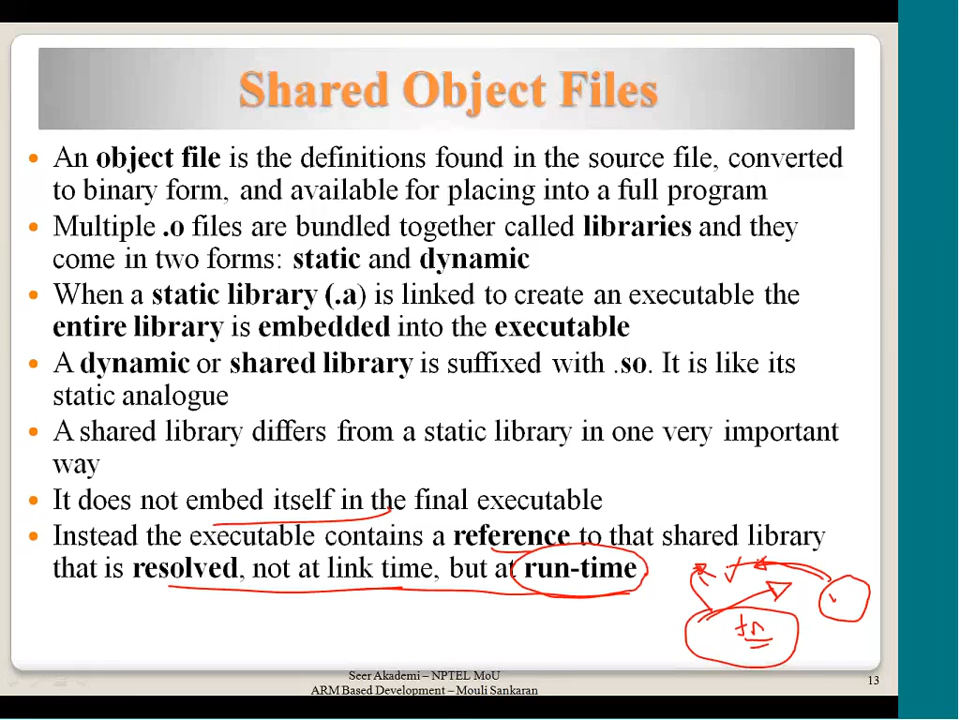 Shared Object Files
• An object file is the definitions found in the source file, converted
to binary form, and available for placing into a full program
• Multiple .o files are bundled together called libraries and they
come in two forms: static and dynamic
• When a static library (.a) is linked to create an executable the
entire library is embedded into the executable
• A dynamic or shared library is suffixed with .so. It is like its
static analogue
• A shared library differs from a static library in one very important
way
• It does not embed itself in the final executable
• Instead the executable contains a reference to that shared library
that is resolved, not at link time, but at run-time
Seer Akademi – NPTEL MoU
ARM Based Development – Mouli Sankaran
13